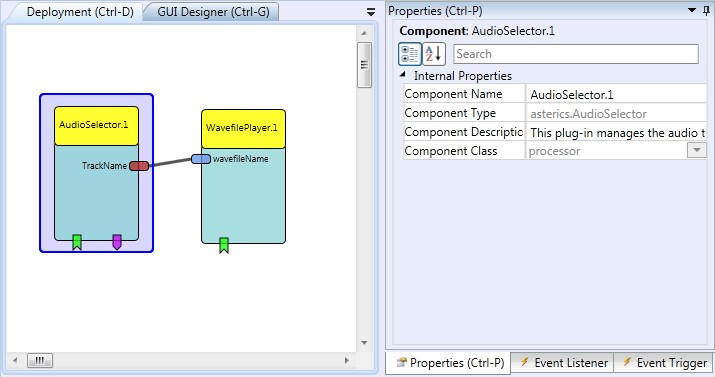 Deployment (Ctrl-D)
GUI Designer (Ctrl-G)
AudioSelector.1
TrackName
WavefilePlayer.1
wavefileName
Properties (Ctrl-P)
Component: AudioSelector.1
A
Z
Search
Internal Properties
Component Name AudioSelector.1
Component Type asterics.AudioSelector
Component Descriptio This plug-in manages the audio t
Component Class processor
Properties (Ctrl-P)
Event Listener
Event Trigger